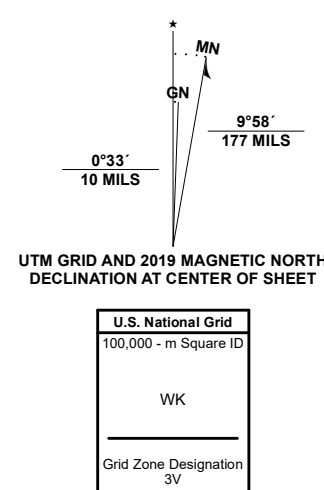 ★
MN
GN
9°58´
177 MILS
0°33´
10 MILS
UTM GRID AND 2019 MAGNETIC NORTH
DECLINATION AT CENTER OF SHEET
U.S. National Grid
100,000 - m Square ID
WK
Grid Zone Designation
3V